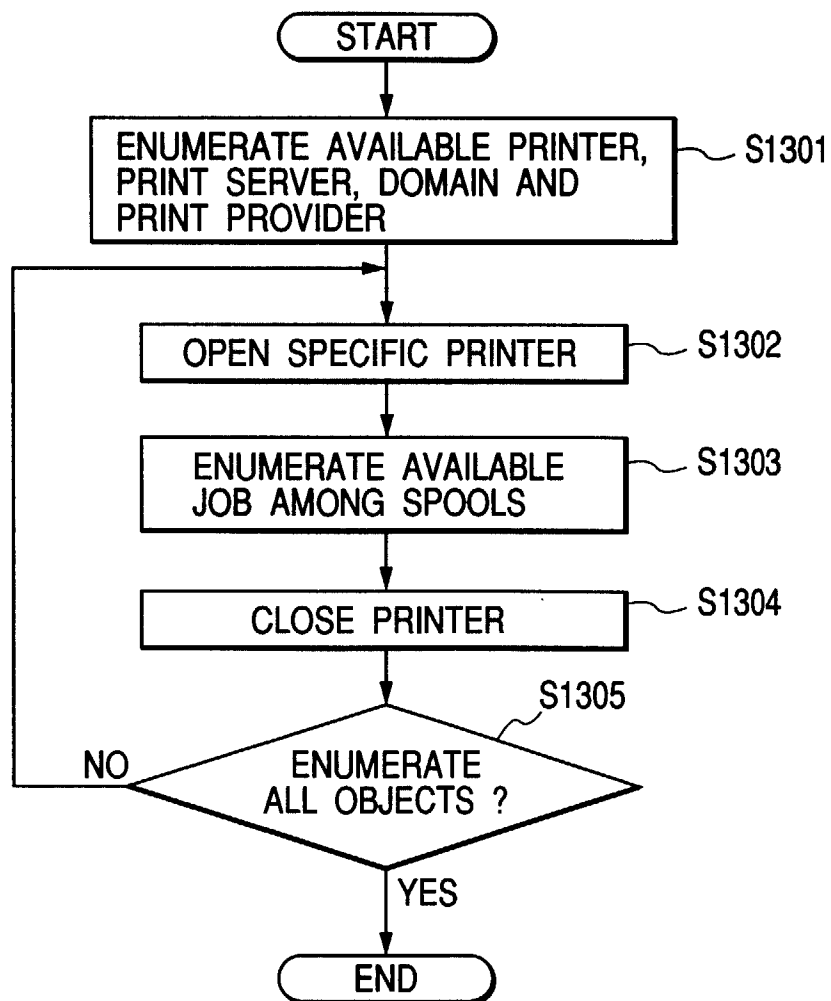 START
ENUMERATE AVAILABLE PRINTER,
PRINT SERVER, DOMAIN AND
PRINT PROVIDER
S1301
OPEN SPECIFIC PRINTER
S1302
ENUMERATE AVAILABLE
JOB AMONG SPOOLS
S1303
CLOSE PRINTER
S1304
S1305
NO
ENUMERATE
ALL OBJECTS ?
YES
END